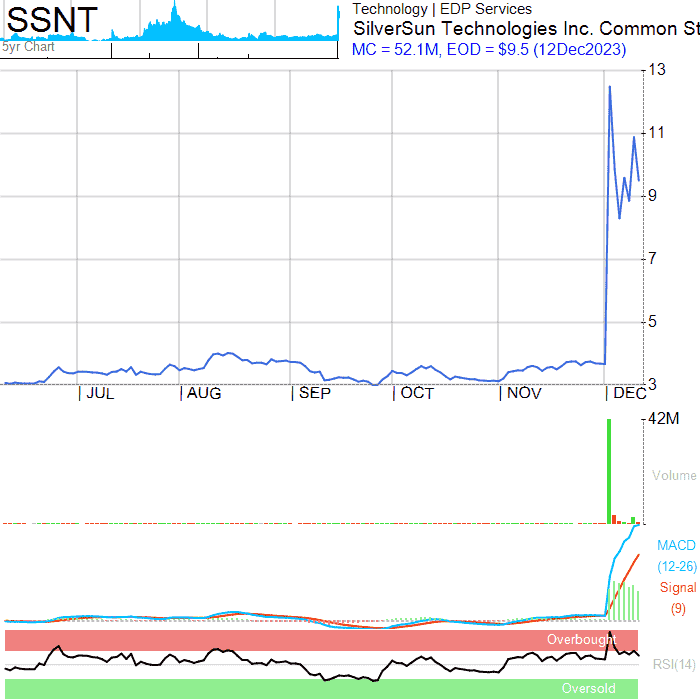 SSNT
5yr Chart
Technology | EDP Services
SilverSun Technologies Inc. Common St
MC = 52.1M, EOD = $9.5 (12Dec2023)
13
11
9
7
5
3
JUL
AUG
SEP
OCT
NOV
DEC
42M
Volume
MACD
(12-26)
Signal
(9)
Overbought
RSI(14)
Oversold